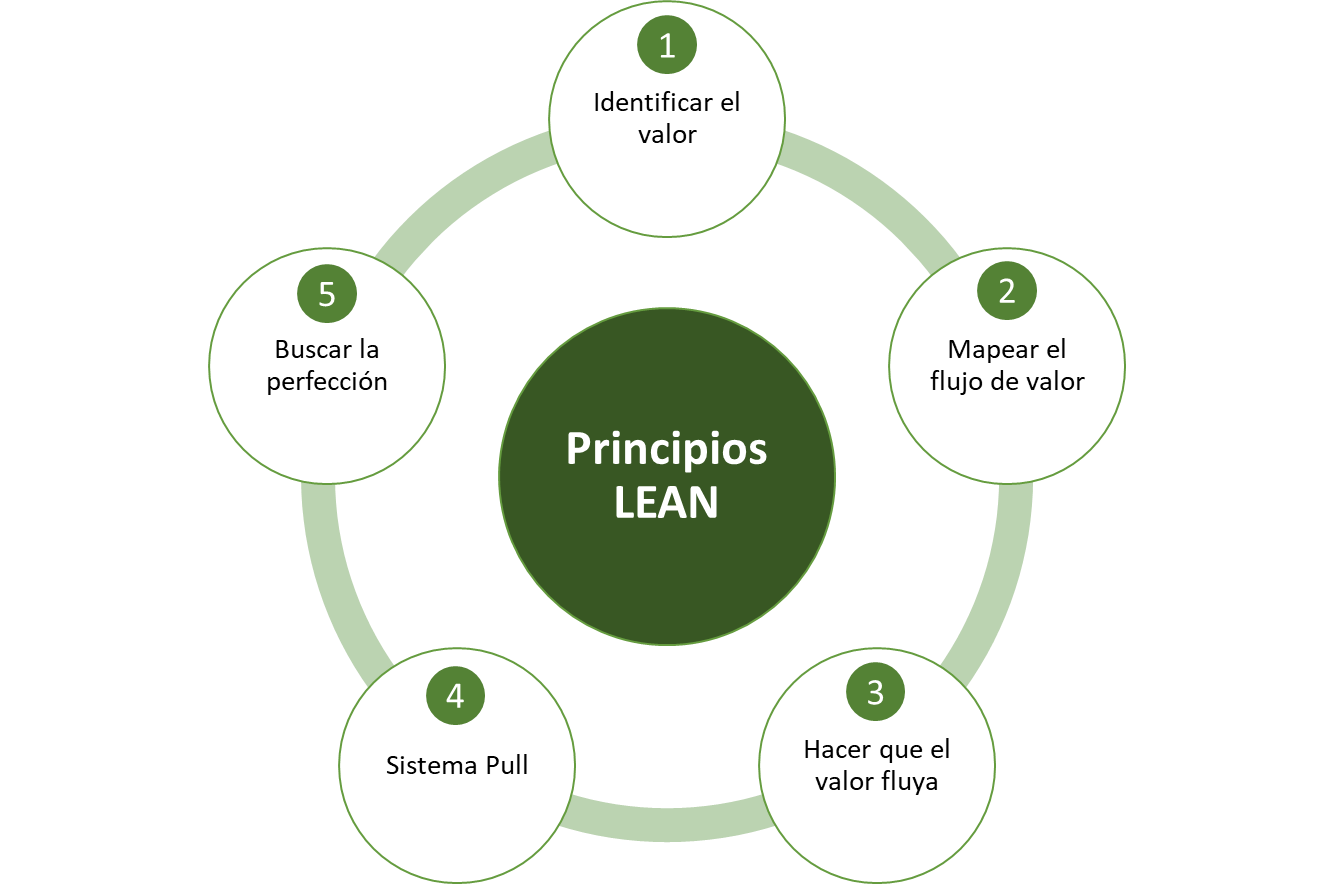 1
Identificar el
valor
2
Mapear el
flujo de valor
3
Hacer que el
valor fluya
4
Sistema Pull
5
Buscar la
perfección
Principios
LEAN